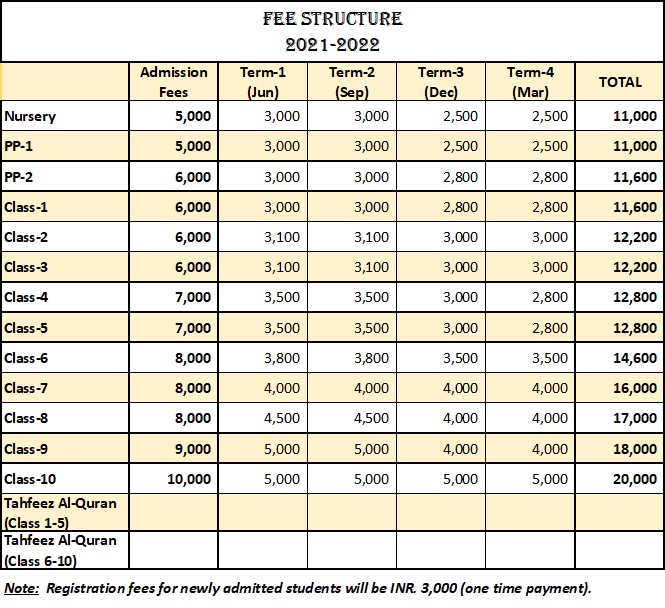 FEE STRUCTURE
2021-2022
Admission Fees Term-1 (Jun) Term-2 (Sep) Term-3 (Dec) Term-4 (Mar) TOTAL
Nursery 5,000 3,000 3,000 2,500 2,500 11,000
PP-1 5,000 3,000 3,000 2,500 2,500 11,000
PP-2 6,000 3,000 3,000 2,800 2,800 11,600
Class-1 6,000 3,000 3,000 2,800 2,800 11,600
Class-2 6,000 3,100 3,100 3,000 3,000 12,200
Class-3 6,000 3,100 3,100 3,000 3,000 12,200
Class-4 7,000 3,500 3,500 3,000 2,800 12,800
Class-5 7,000 3,500 3,500 3,000 2,800 12,800
Class-6 8,000 3,800 3,800 3,500 3,500 14,600
Class-7 8,000 4,000 4,000 4,000 4,000 16,000
Class-8 8,000 4,500 4,500 4,000 4,000 17,000
Class-9 9,000 5,000 5,000 4,000 4,000 18,000
Class-10 10,000 5,000 5,000 5,000 5,000 20,000
Tahfeez Al-Quran
(Class 1-5)
Tahfeez Al-Quran
(Class 6-10)
Note: Registration fees for newly admitted students will be INR. 3,000 (one time payment).